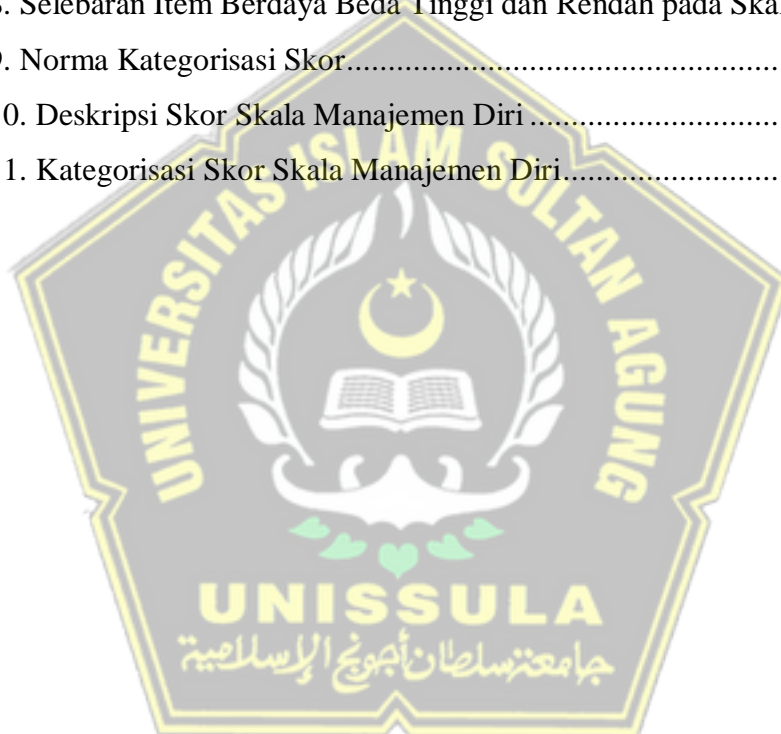 . Selebaran Item Berdaya Beda Tinggi dan Rendah pada Ska
. Norma Kategorisasi Skor................................................
0. Deskripsi Skor Skala Manajemen Diri ..........................
1. Kategorisasi Skor Skala Manajemen Diri......................
UNIVERSITAS ISLAM SULTAN AGUNG
UNISSULA
جامعة سلطان أجونج الإسلامية